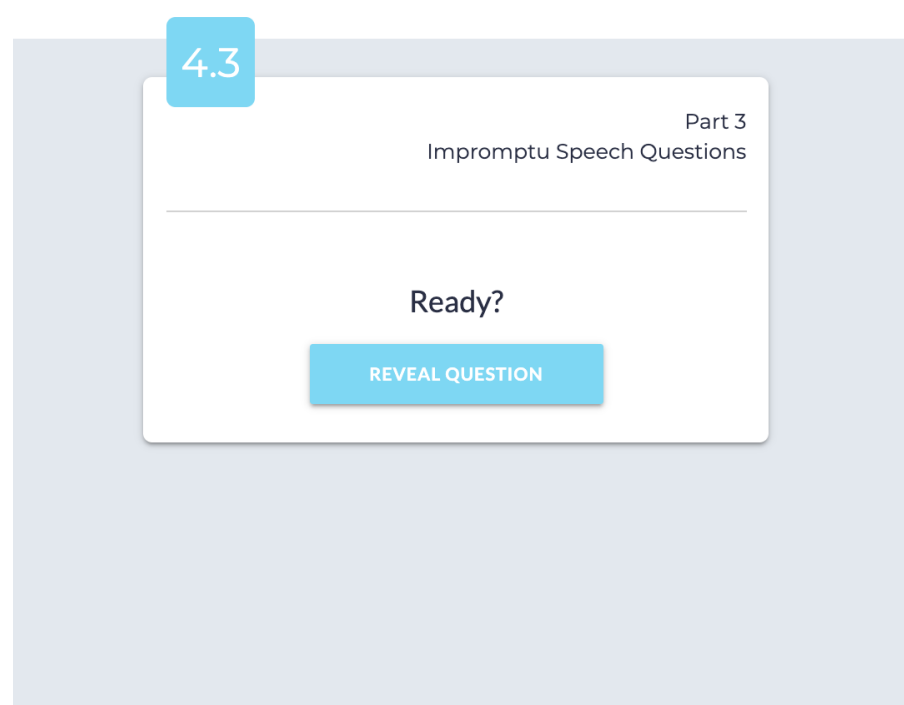 4.3
Part 3
Impromptu Speech Questions
Ready?
REVEAL QUESTION